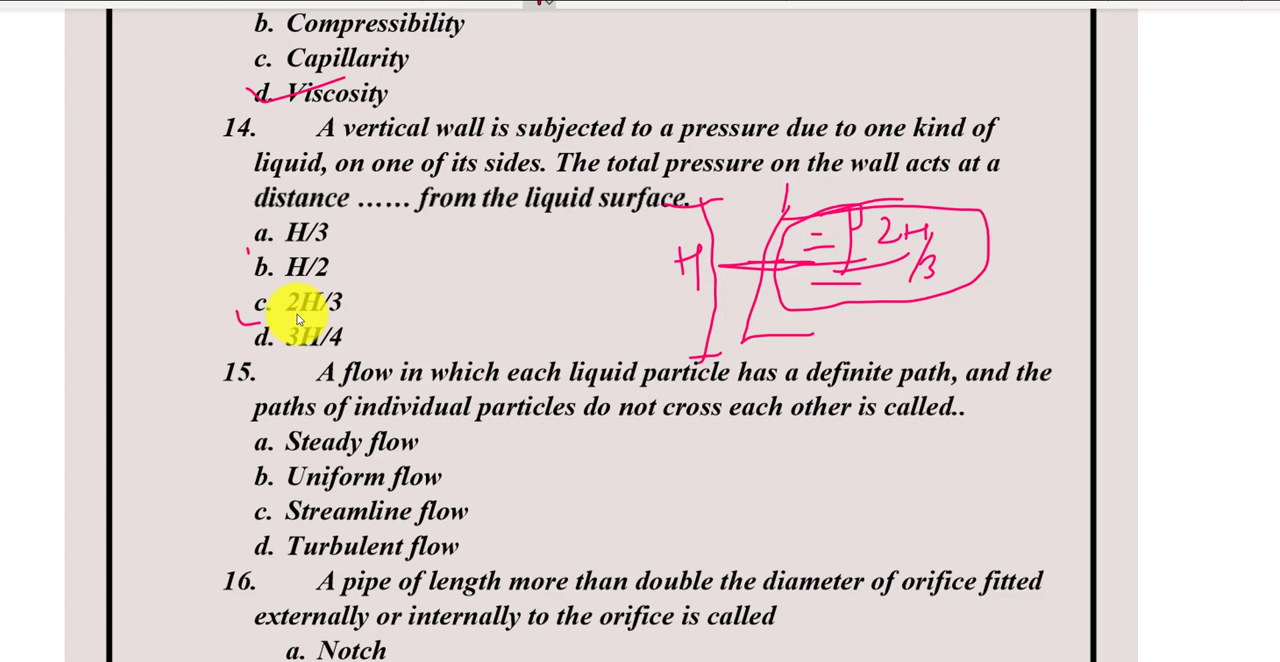 b. Compressibility
c. Capillarity
d. Viscosity
14. A vertical wall is subjected to a pressure due to one kind of
liquid, on one of its sides. The total pressure on the wall acts at a
distance ...... from the liquid surface.
a. H/3
b. H/2
c. 2H/3
d. 3H/4
H
= 2H/3
15. A flow in which each liquid particle has a definite path, and the
paths of individual particles do not cross each other is called..
a. Steady flow
b. Uniform flow
c. Streamline flow
d. Turbulent flow
16. A pipe of length more than double the diameter of orifice fitted
externally or internally to the orifice is called
a. Notch